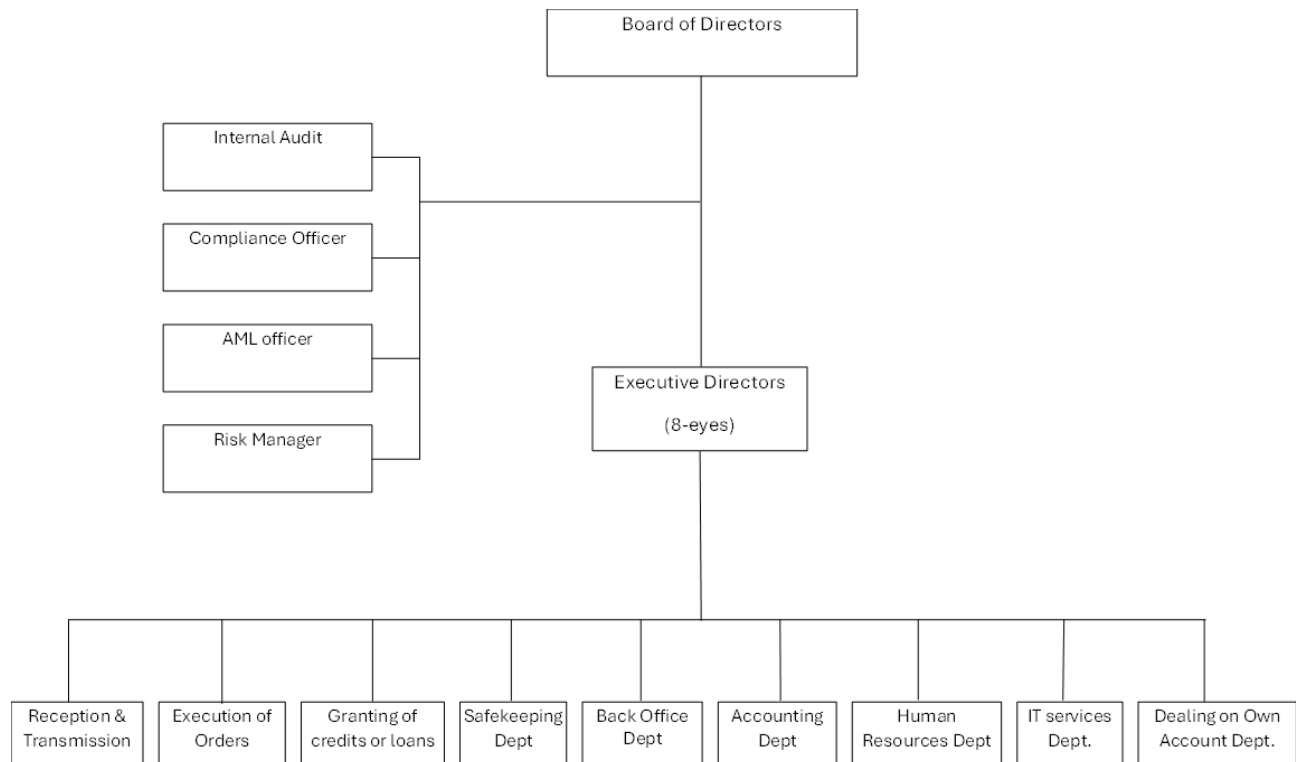 Board of Directors
Internal Audit
Compliance Officer
AML officer
Risk Manager
Executive Directors
(8-eyes)
Reception &
Transmission
Execution of
Orders
Granting of
credits or loans
Safekeeping
Dept
Back Office
Dept
Accounting
Dept
Human
Resources Dept
IT services
Dept.
Dealing on Own
Account Dept.